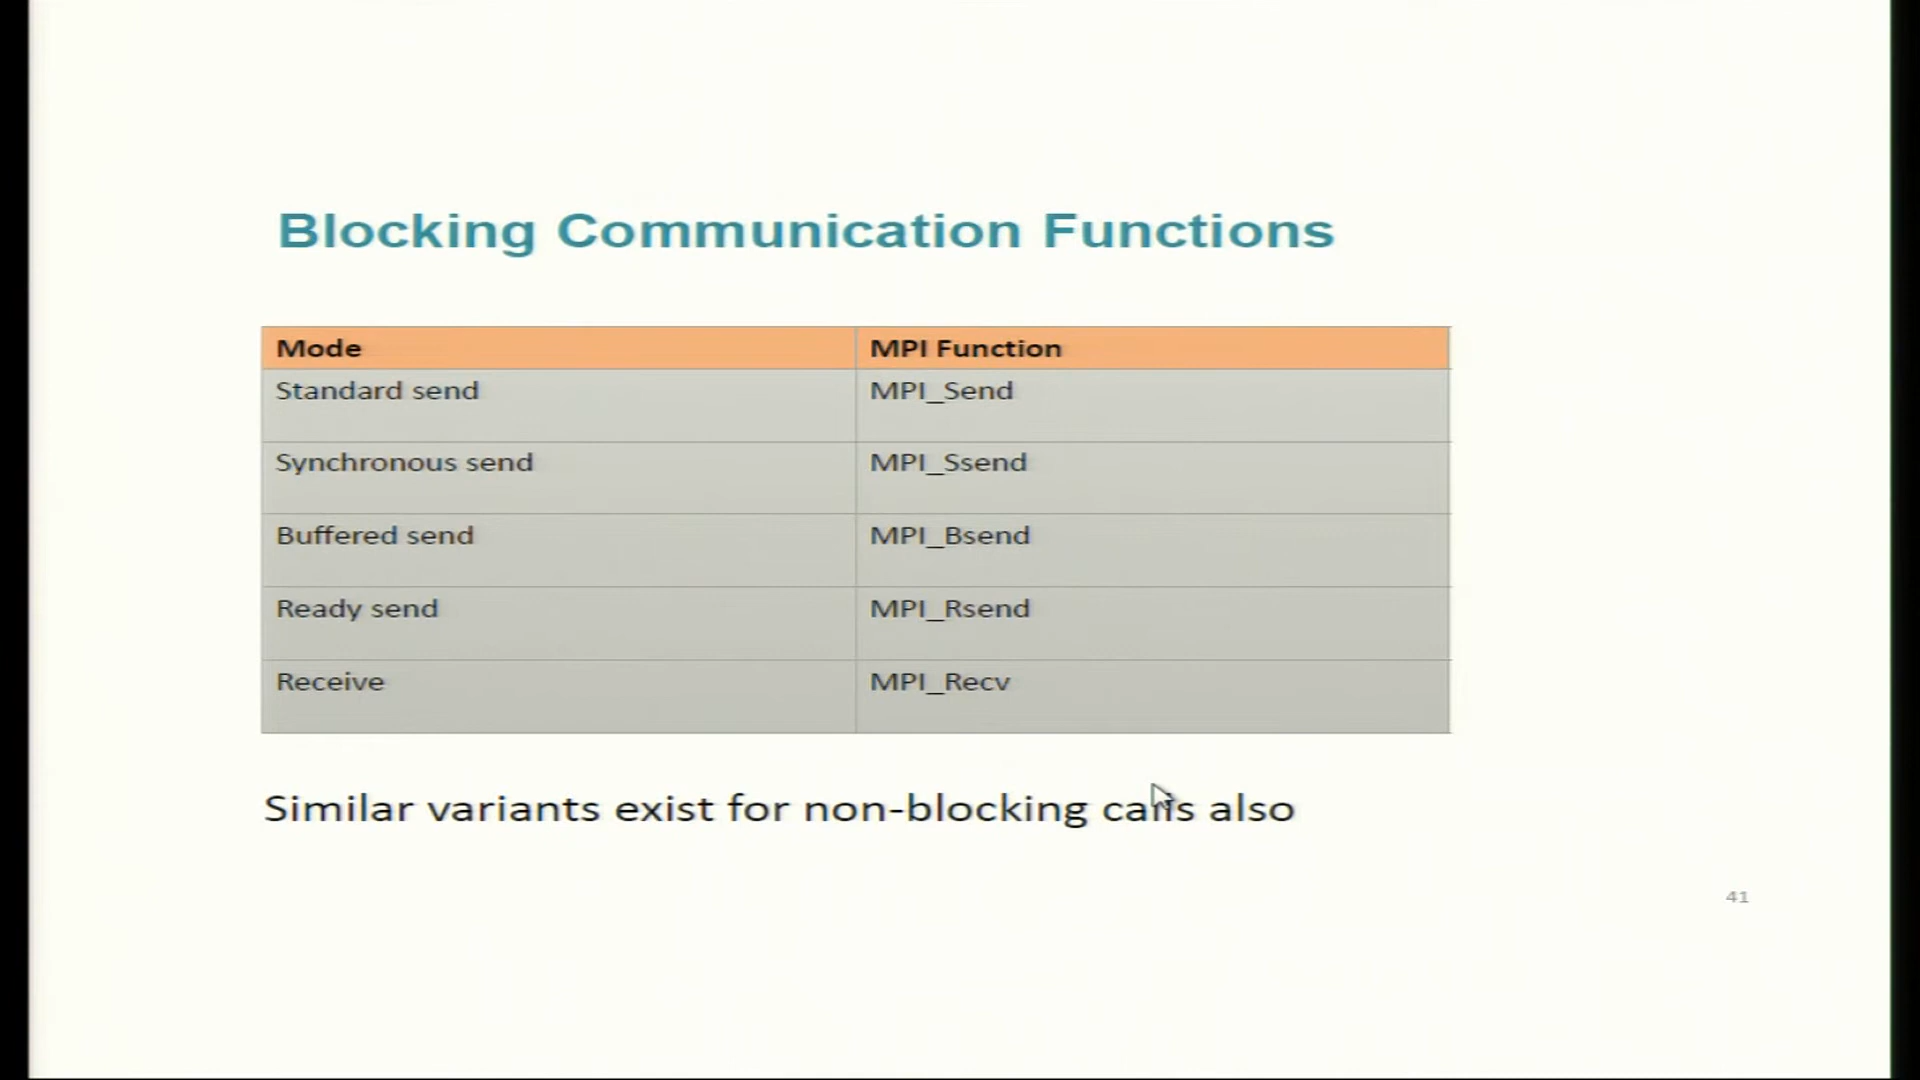 Blocking Communication Functions
Mode MPI Function
Standard send MPI_Send
Synchronous send MPI_Ssend
Buffered send MPI_Bsend
Ready send MPI_Rsend
Receive MPI_Recv
Similar variants exist for non-blocking calls also
41